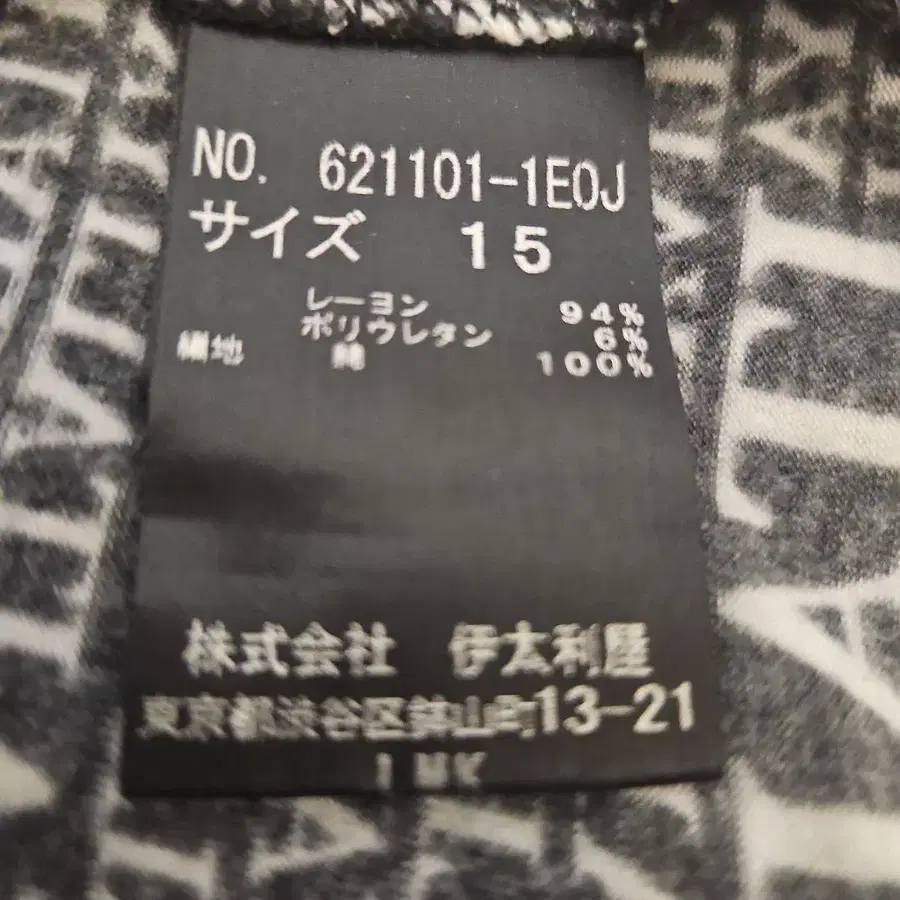 NO. 621101-1E0J
サイズ 15
レーヨン 94%
ポリウレタン 6%
地 綿 100%
株式会社 伊太利屋
東京都渋谷区鉢山町13-21